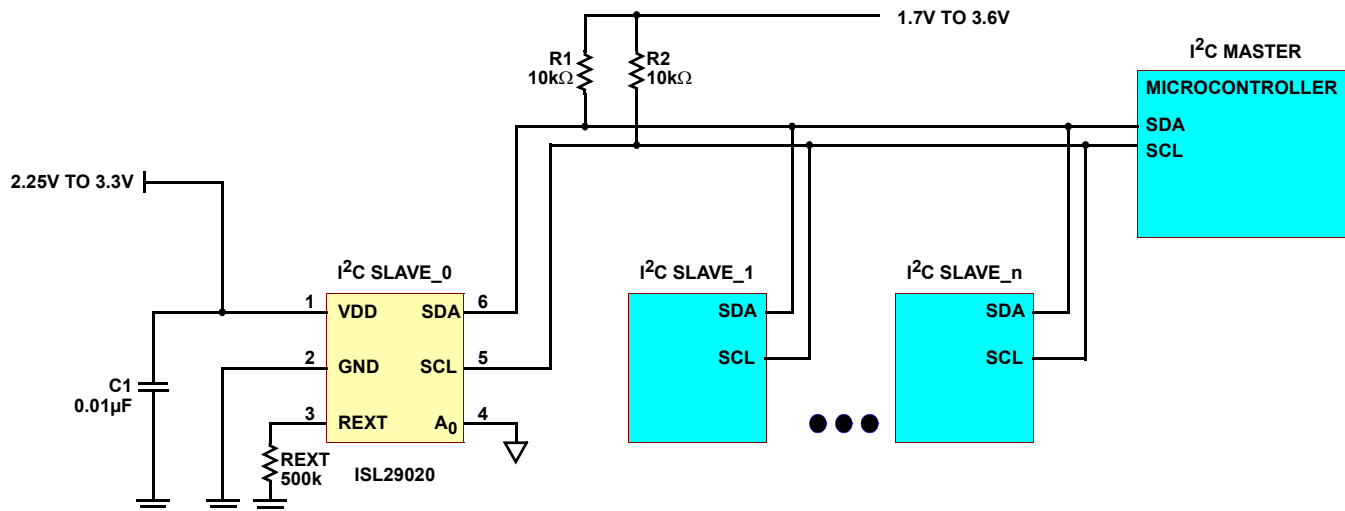 1.7V TO 3.6V
R1
10kΩ
R2
10kΩ
I²C MASTER
MICROCONTROLLER
SDA
SCL
2.25V TO 3.3V
I²C SLAVE_0
1 VDD SDA 6
2 GND SCL 5
3 REXT A₀ 4
C1
0.01µF
REXT
500k
ISL29020
I²C SLAVE_1
SDA
SCL
I²C SLAVE_n
SDA
SCL